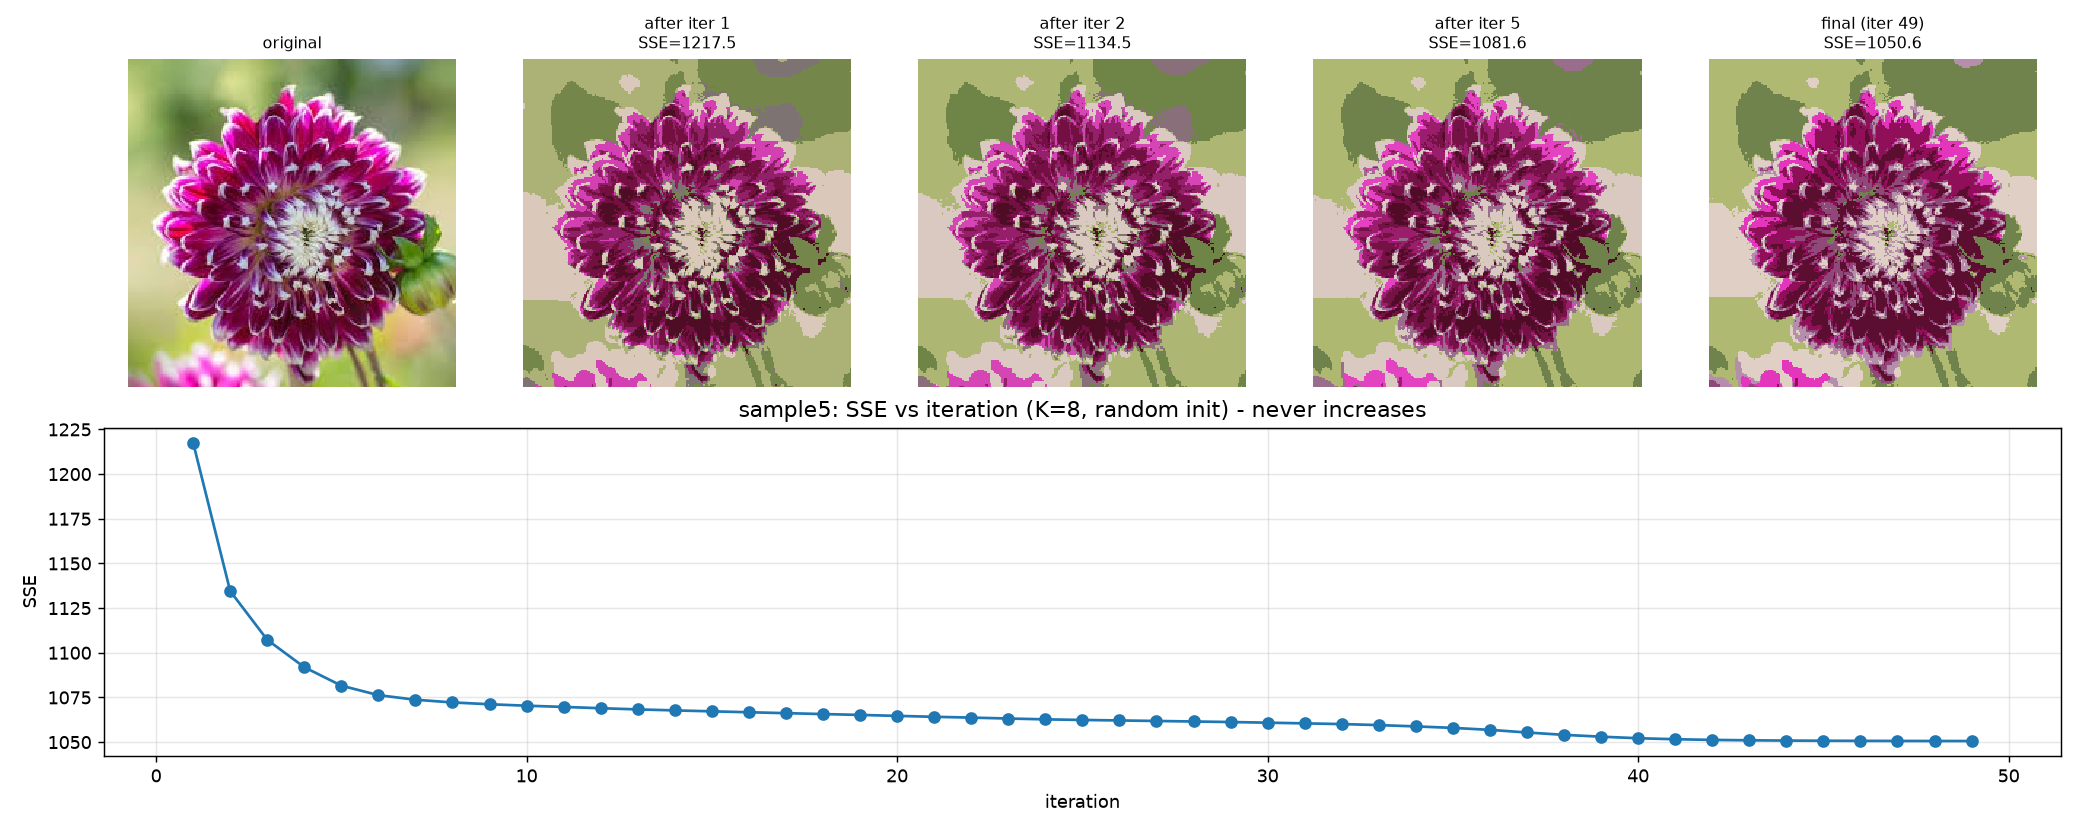 original
after iter 1
SSE=1217.5
after iter 2
SSE=1134.5
after iter 5
SSE=1081.6
final (iter 49)
SSE=1050.6
sample5: SSE vs iteration (K=8, random init) - never increases
SSE
1225
1200
1175
1150
1125
1100
1075
1050
0
10
20
30
40
50
iteration